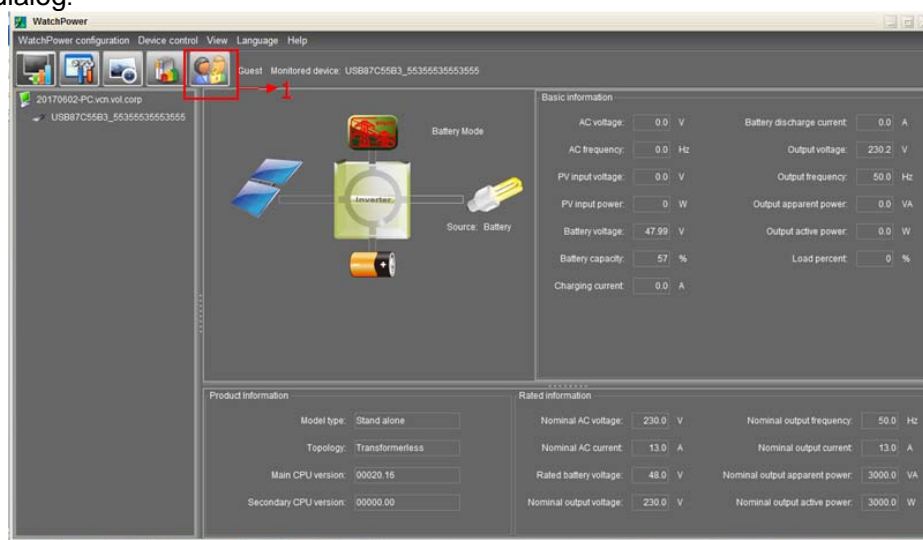 dialog.
WatchPower
WatchPower configuration Device control View Language Help
Guest Monitored device: USB87C55B3_55355535553555
1
20170602-PC.vcn.vol.corp
USB87C55B3_55355535553555
Battery Mode
Inverter
Source: Battery
Basic information
AC voltage: 0.0 V
Battery discharge current: 0.0 A
AC frequency: 0.0 Hz
Output voltage: 230.2 V
PV input voltage: 0.0 V
Output frequency: 50.0 Hz
PV input power: 0 W
Output apparent power: 0.0 VA
Battery voltage: 47.99 V
Output active power: 0.0 W
Battery capacity: 57 %
Load percent: 0 %
Charging current: 0.0 A
Product information
Model type: Stand alone
Topology: Transformerless
Main CPU version: 00020.16
Secondary CPU version: 00000.00
Rated information
Nominal AC voltage: 230.0 V
Nominal output frequency: 50.0 Hz
Nominal AC current: 13.0 A
Nominal output current: 13.0 A
Rated battery voltage: 48.0 V
Nominal output apparent power: 3000.0 VA
Nominal output voltage: 230.0 V
Nominal output active power: 3000.0 W